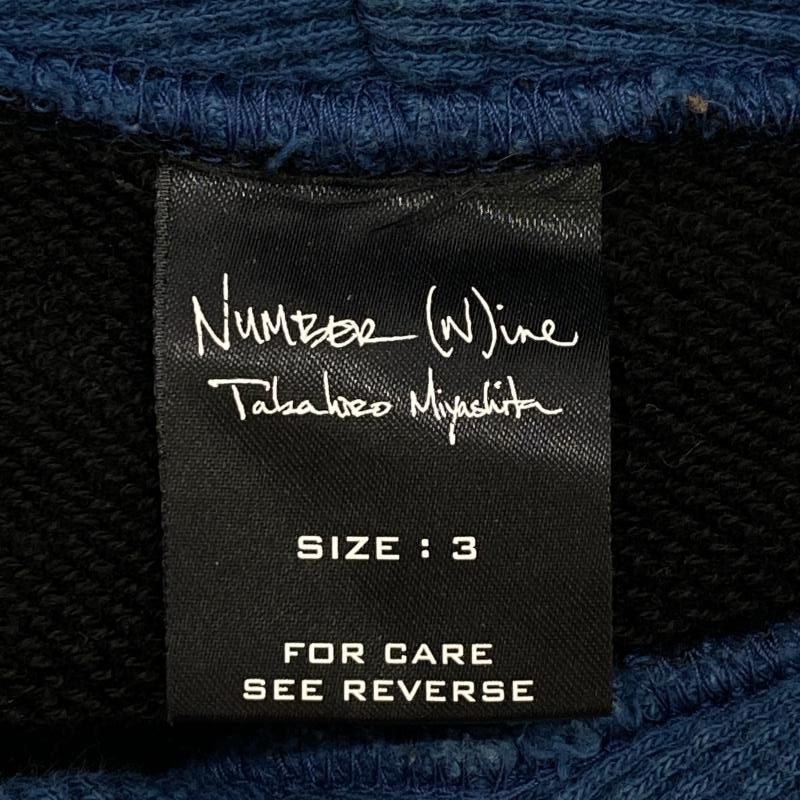 NUMBER (N)ine
Takahiro Miyashita
SIZE : 3
FOR CARE
SEE REVERSE